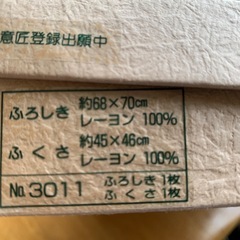 意匠登録出願中
ふろしき 約68×70cm
レーヨン 100%
ふくさ 約45×46cm
レーヨン 100%
No.3011 ふろしき1枚
ふくさ1枚